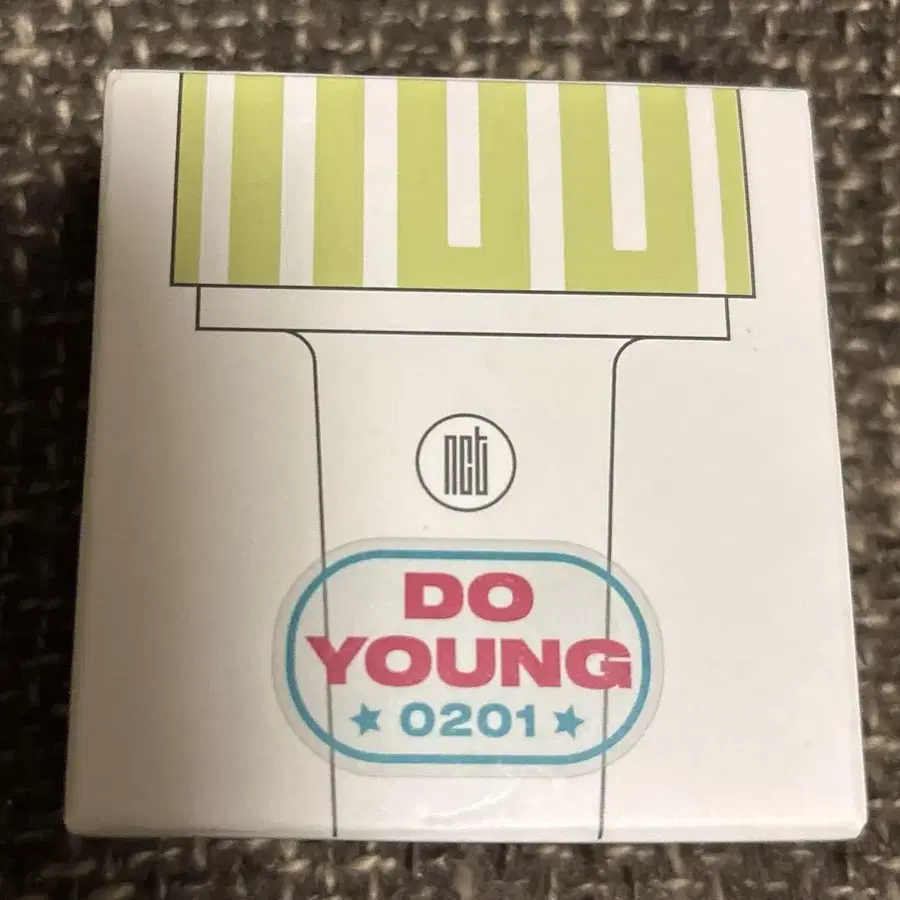 nct
DO
YOUNG
★ 0201 ★